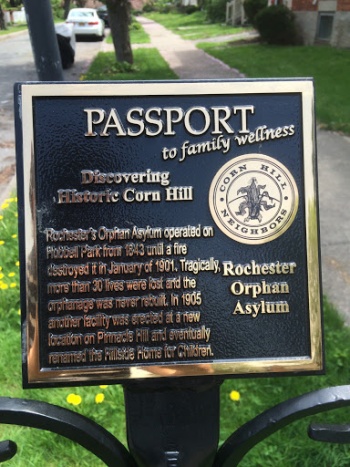 PASSPORT
to family wellness
Discovering
Historic Corn Hill
CORN HILL
NEIGHBORS
Rochester's Orphan Asylum operated on
Hubbell Park from 1843 until a fire
destroyed it in January of 1901. Tragically,
more than 30 lives were lost and the
orphanage was never rebuilt. In 1905
another facility was erected at a new
location on Pinnacle Hill and eventually
renamed the Hillside Home for Children.
Rochester
Orphan
Asylum